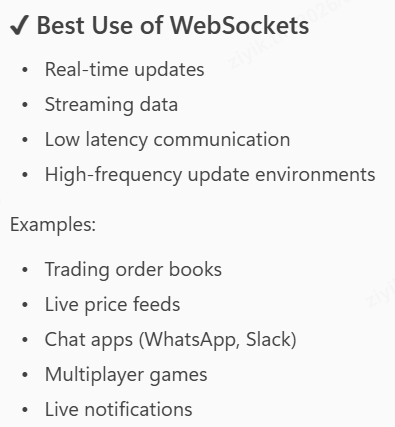 ✔ Best Use of WebSockets
• Real-time updates
• Streaming data
• Low latency communication
• High-frequency update environments
Examples:
• Trading order books
• Live price feeds
• Chat apps (WhatsApp, Slack)
• Multiplayer games
• Live notifications